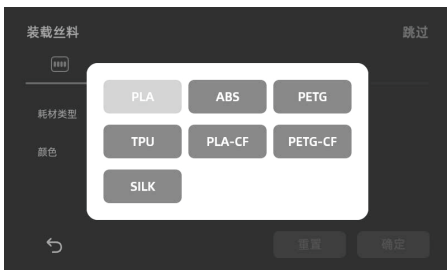 装载丝料 跳过
PLA ABS PETG
耗材类型
TPU PLA-CF PETG-CF
颜色
SILK
重置 确定